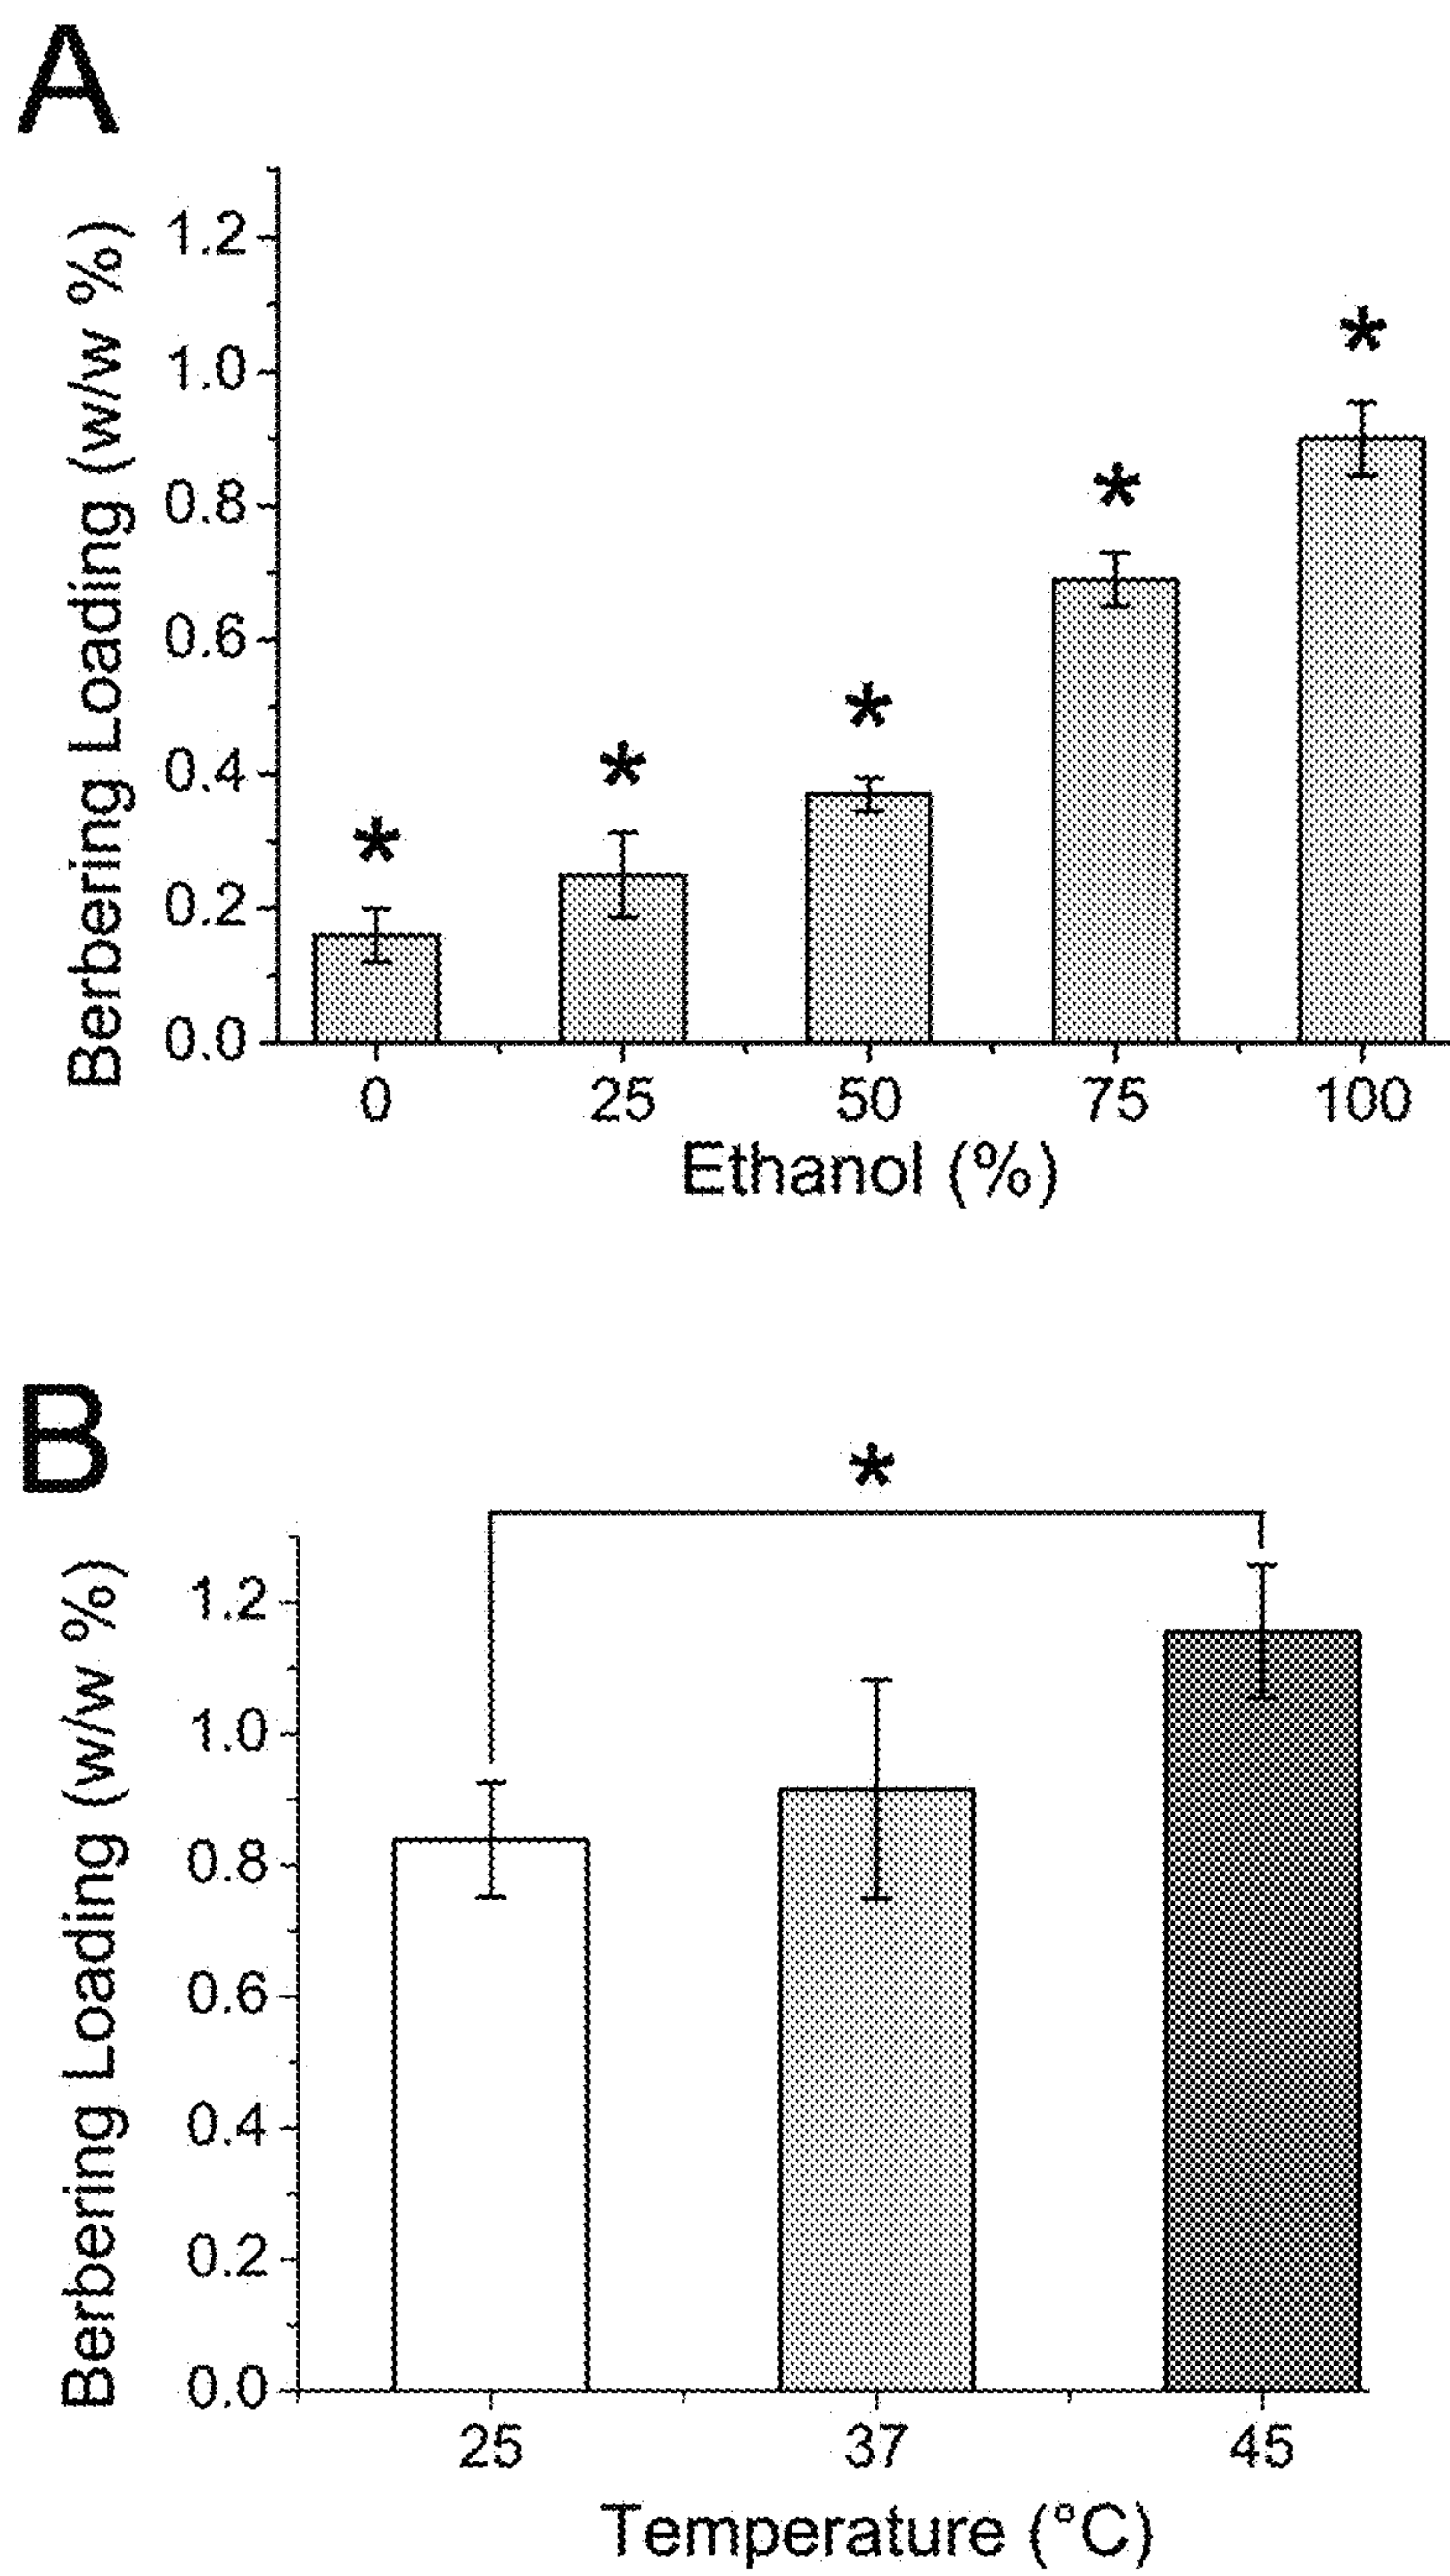 A
Berbering Loading (w/w %)
1.2
1.0
0.8
0.6
0.4
0.2
0.0
*
*
*
*
*
0 25 50 75 100
Ethanol (%)
B
Berbering Loading (w/w %)
*
1.2
1.0
0.8
0.6
0.4
0.2
0.0
25 37 45
Temperature (°C)